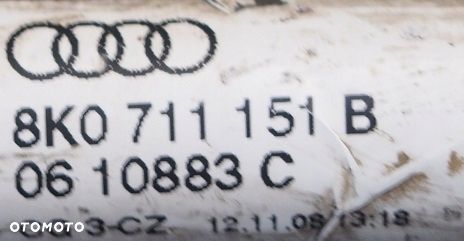 8K0 711 151 B
06 10883 C
3-CZ 12.11.08 13:18
OTOMOTO